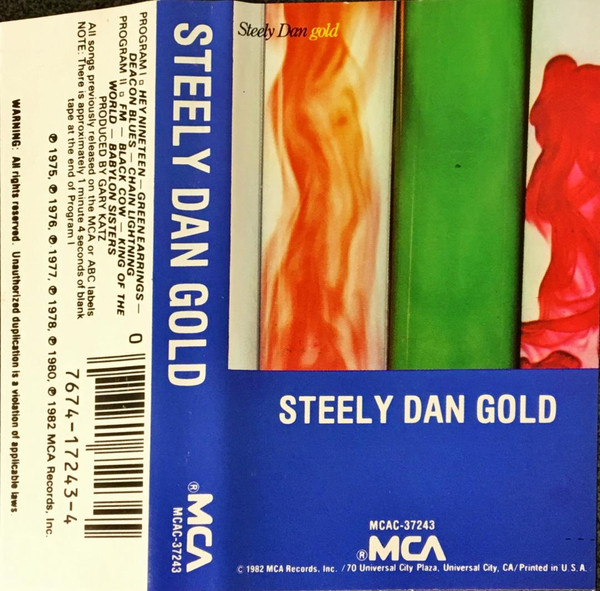 Steely Dan gold
STEELY DAN GOLD
MCAC-37243
®MCA
© 1982 MCA Records, Inc. /70 Universal City Plaza, Universal City, CA/Printed in U.S.A.
STEELY DAN GOLD
®MCA
MCAC-37243
PROGRAM I ▫ HEY NINETEEN — GREEN EARRINGS —
DEACON BLUES — CHAIN LIGHTNING
PROGRAM II ▫ FM — BLACK COW — KING OF THE
WORLD — BABYLON SISTERS
PRODUCED BY GARY KATZ
All songs previously released on the MCA or ABC labels
NOTE: There is approximately 1 minute 4 seconds of blank
tape at the end of Program I
℗ 1975, ℗ 1976, ℗ 1977, ℗ 1978, ℗ 1980, ℗ 1982 MCA Records, Inc.
WARNING: All rights reserved. Unauthorized duplication is a violation of applicable laws
0
7674-17243-4